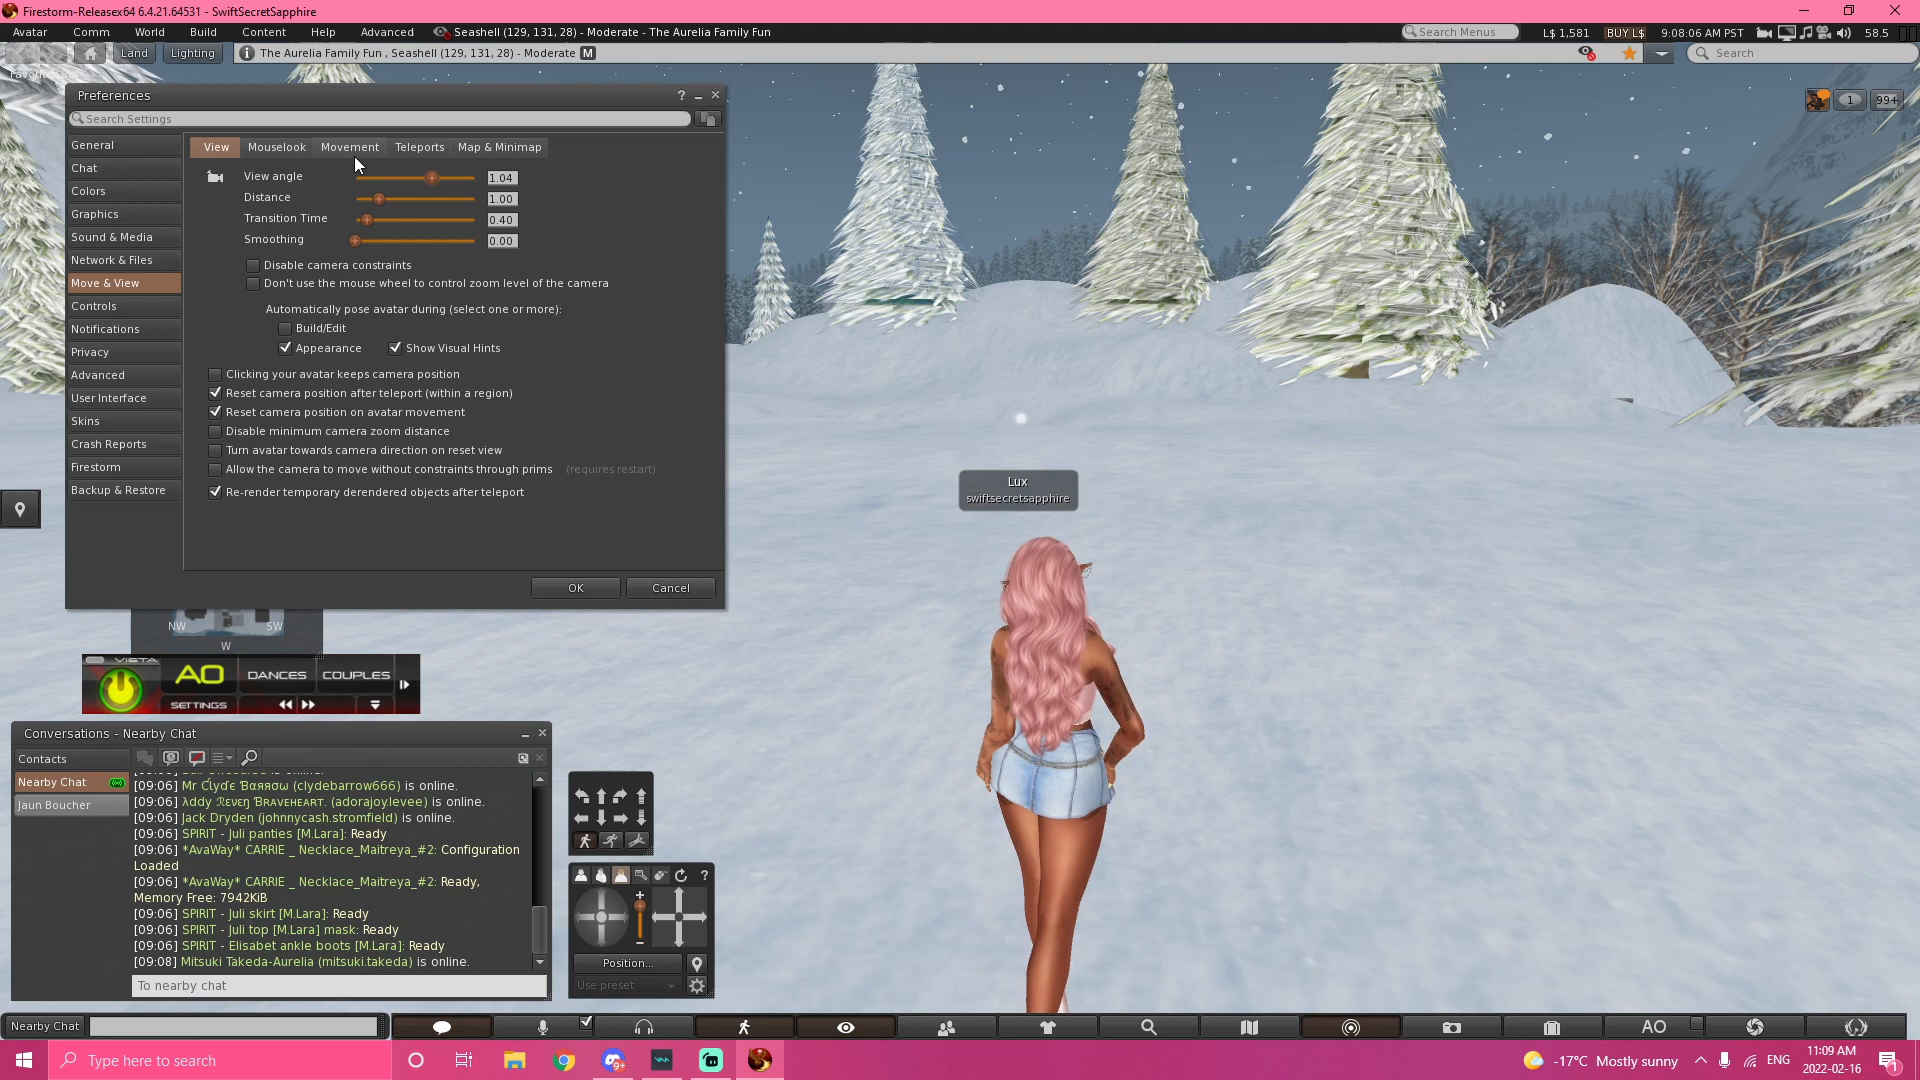 Firestorm-Releasex64 6.4.21.64531 - SwiftSecretSapphire
Avatar Comm World Build Content Help Advanced Seashell (129, 131, 28) - Moderate - The Aurelia Family Fun Search Menus L$ 1,581 BUY L$ 9:08:06 AM PST 58.5
Land Lighting The Aurelia Family Fun , Seashell (129, 131, 28) - Moderate M Search
1 99+
Preferences ?
Search Settings
General
Chat
Colors
Graphics
Sound & Media
Network & Files
Move & View
Controls
Notifications
Privacy
Advanced
User Interface
Skins
Crash Reports
Firestorm
Backup & Restore
View Mouselook Movement Teleports Map & Minimap
View angle 1.04
Distance 1.00
Transition Time 0.40
Smoothing 0.00
Disable camera constraints
Don't use the mouse wheel to control zoom level of the camera
Automatically pose avatar during (select one or more):
Build/Edit
Appearance Show Visual Hints
Clicking your avatar keeps camera position
Reset camera position after teleport (within a region)
Reset camera position on avatar movement
Disable minimum camera zoom distance
Turn avatar towards camera direction on reset view
Allow the camera to move without constraints through prims (requires restart)
Re-render temporary derendered objects after teleport
OK Cancel
Lux
swiftsecretsapphire
NW SW
W
VISTA AO DANCES COUPLES
SETTINGS
Conversations - Nearby Chat
Contacts
Nearby Chat
Jaun Boucher
[09:06] Jack Dryden (johnnycash.stromfield) is online.
[09:06] SPIRIT - Juli panties [M.Lara]: Ready
[09:06] *AvaWay* CARRIE _ Necklace_Maitreya_#2: Configuration
Loaded
[09:06] *AvaWay* CARRIE _ Necklace_Maitreya_#2: Ready,
Memory Free: 7942KiB
[09:06] SPIRIT - Juli skirt [M.Lara]: Ready
[09:06] SPIRIT - Juli top [M.Lara] mask: Ready
[09:06] SPIRIT - Elisabet ankle boots [M.Lara]: Ready
[09:08] Mitsuki Takeda-Aurelia (mitsuki.takeda) is online.
To nearby chat
?
Position...
Use preset
Nearby Chat
AO
Type here to search
-17°C Mostly sunny ENG 11:09 AM
2022-02-16
1